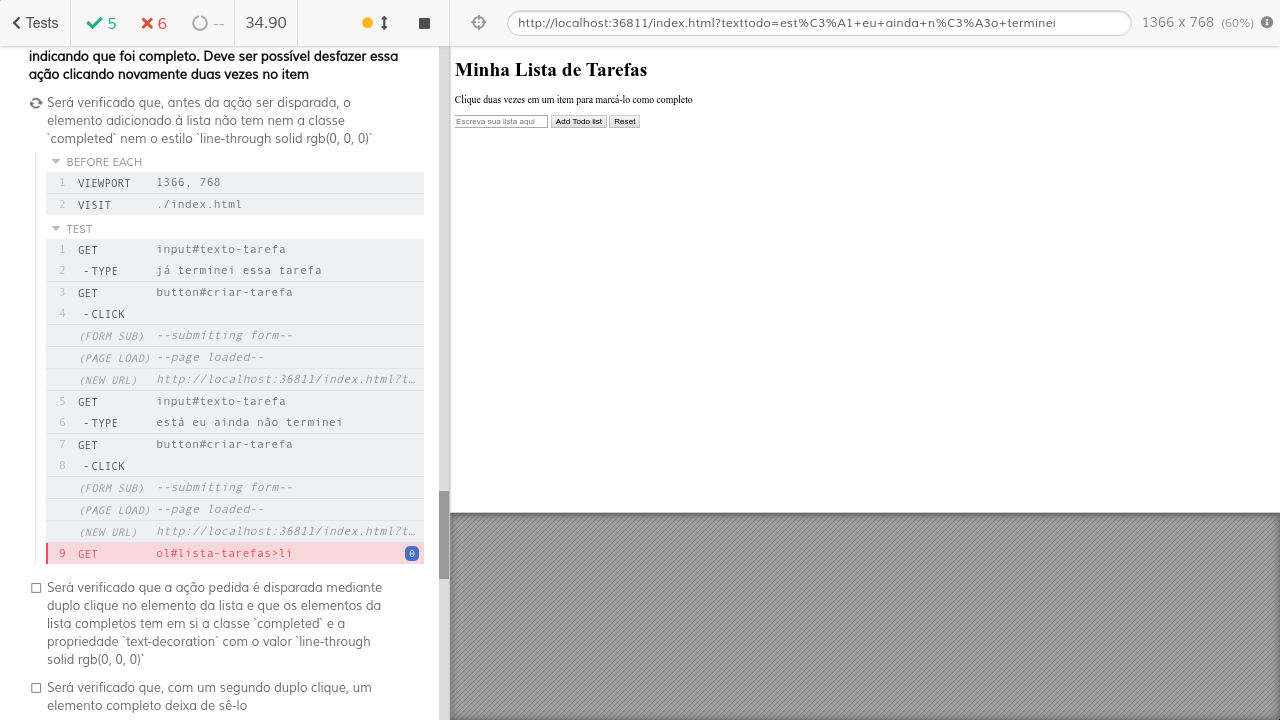 Tests
5
6
--
34.90
http://localhost:36811/index.html?texttodo=est%C3%A1+eu+ainda+n%C3%A3o+terminei
1366 x 768 (60%)
indicando que foi completo. Deve ser possível desfazer essa
ação clicando novamente duas vezes no item
Será verificado que, antes da ação ser disparada, o
elemento adicionado à lista não tem nem a classe
`completed` nem o estilo `line-through solid rgb(0, 0, 0)`
BEFORE EACH
1 VIEWPORT 1366, 768
2 VISIT ./index.html
TEST
1 GET input#texto-tarefa
2 -TYPE já terminei essa tarefa
3 GET button#criar-tarefa
4 -CLICK
(FORM SUB) --submitting form--
(PAGE LOAD) --page loaded--
(NEW URL) http://localhost:36811/index.html?t…
5 GET input#texto-tarefa
6 -TYPE está eu ainda não terminei
7 GET button#criar-tarefa
8 -CLICK
(FORM SUB) --submitting form--
(PAGE LOAD) --page loaded--
(NEW URL) http://localhost:36811/index.html?t…
9 GET ol#lista-tarefas>li 0
Será verificado que a ação pedida é disparada mediante
duplo clique no elemento da lista e que os elementos da
lista completos tem em si a classe `completed` e a
propriedade `text-decoration` com o valor `line-through
solid rgb(0, 0, 0)`
Será verificado que, com um segundo duplo clique, um
elemento completo deixa de sê-lo
Minha Lista de Tarefas
Clique duas vezes em um item para marcá-lo como completo
Escreva sua lista aqui Add Todo list Reset